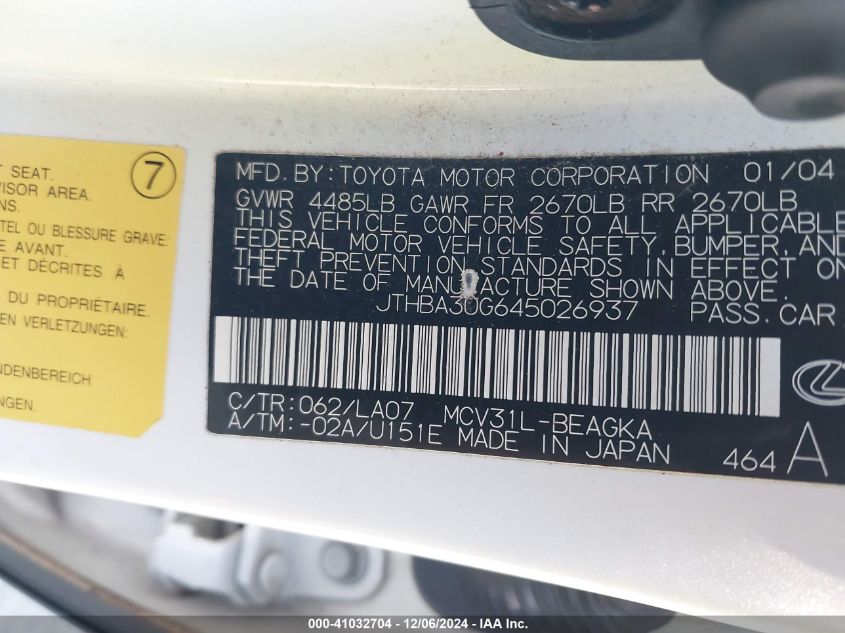 T SEAT.
VISOR AREA.
NS.
TEL OU BLESSURE GRAVE:
E AVANT.
ET DÉCRITES À
DU PROPRIÉTAIRE.
VERLETZUNGEN:
NDENBEREICH
NGEN.
7
MFD. BY: TOYOTA MOTOR CORPORATION 01/04
GVWR 4485LB GAWR FR 2670LB RR 2670LB
THIS VEHICLE CONFORMS TO ALL APPLICABLE
FEDERAL MOTOR VEHICLE SAFETY, BUMPER, AND
THEFT PREVENTION STANDARDS IN EFFECT ON
THE DATE OF MANUFACTURE SHOWN ABOVE.
JTHBA30G645026937 PASS. CAR
C/TR: 062/LA07 MCV31L-BEAGKA
A/TM: -02A/U151E MADE IN JAPAN 464 A
000-41032704 - 12/06/2024 - IAA Inc.